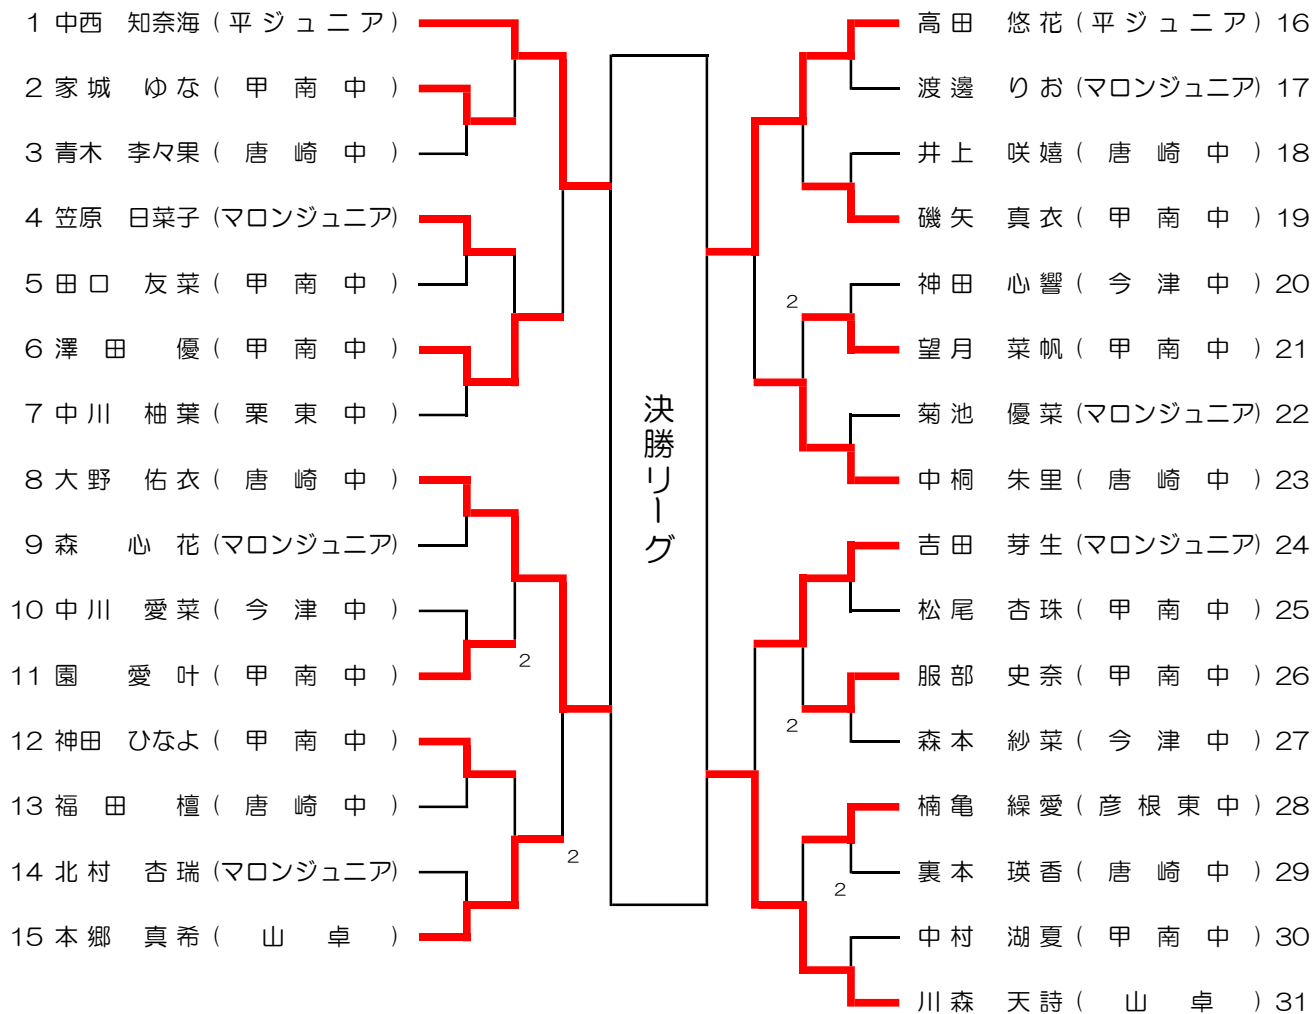 1 中西 知奈海 (平ジュニア)
2 家城 ゆな (甲南中)
3 青木 李々果 (唐崎中)
4 笠原 日菜子 (マロンジュニア)
5 田口 友菜 (甲南中)
6 澤田 優 (甲南中)
7 中川 柚葉 (栗東中)
8 大野 佑衣 (唐崎中)
9 森 心花 (マロンジュニア)
10 中川 愛菜 (今津中)
11 園 愛叶 (甲南中)
2
12 神田 ひなよ (甲南中)
13 福田 檀 (唐崎中)
2
14 北村 杏瑞 (マロンジュニア)
15 本郷 真希 (山卓)
決勝リーグ
高田 悠花 (平ジュニア) 16
渡邊 りお (マロンジュニア) 17
井上 咲嬉 (唐崎中) 18
磯矢 真衣 (甲南中) 19
神田 心響 (今津中) 20
2
望月 菜帆 (甲南中) 21
菊池 優菜 (マロンジュニア) 22
中桐 朱里 (唐崎中) 23
吉田 芽生 (マロンジュニア) 24
松尾 杏珠 (甲南中) 25
服部 史奈 (甲南中) 26
2
森本 紗菜 (今津中) 27
楠亀 繰愛 (彦根東中) 28
裏本 瑛香 (唐崎中) 29
2
中村 湖夏 (甲南中) 30
川森 天詩 (山卓) 31